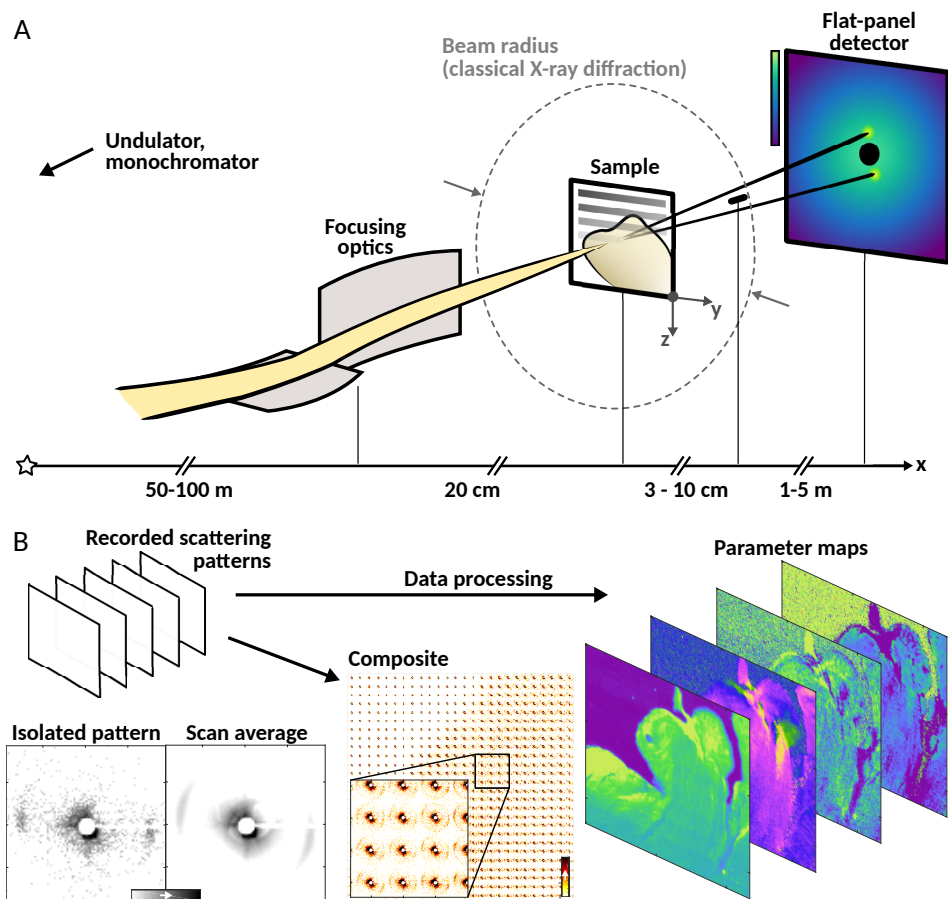 A
Flat-panel
detector
Beam radius
(classical X-ray diffraction)
Undulator,
monochromator
Sample
Focusing
optics
y
z
x
50-100 m
20 cm
3 - 10 cm
1-5 m
B
Recorded scattering
patterns
Data processing
Parameter maps
Composite
Isolated pattern
Scan average